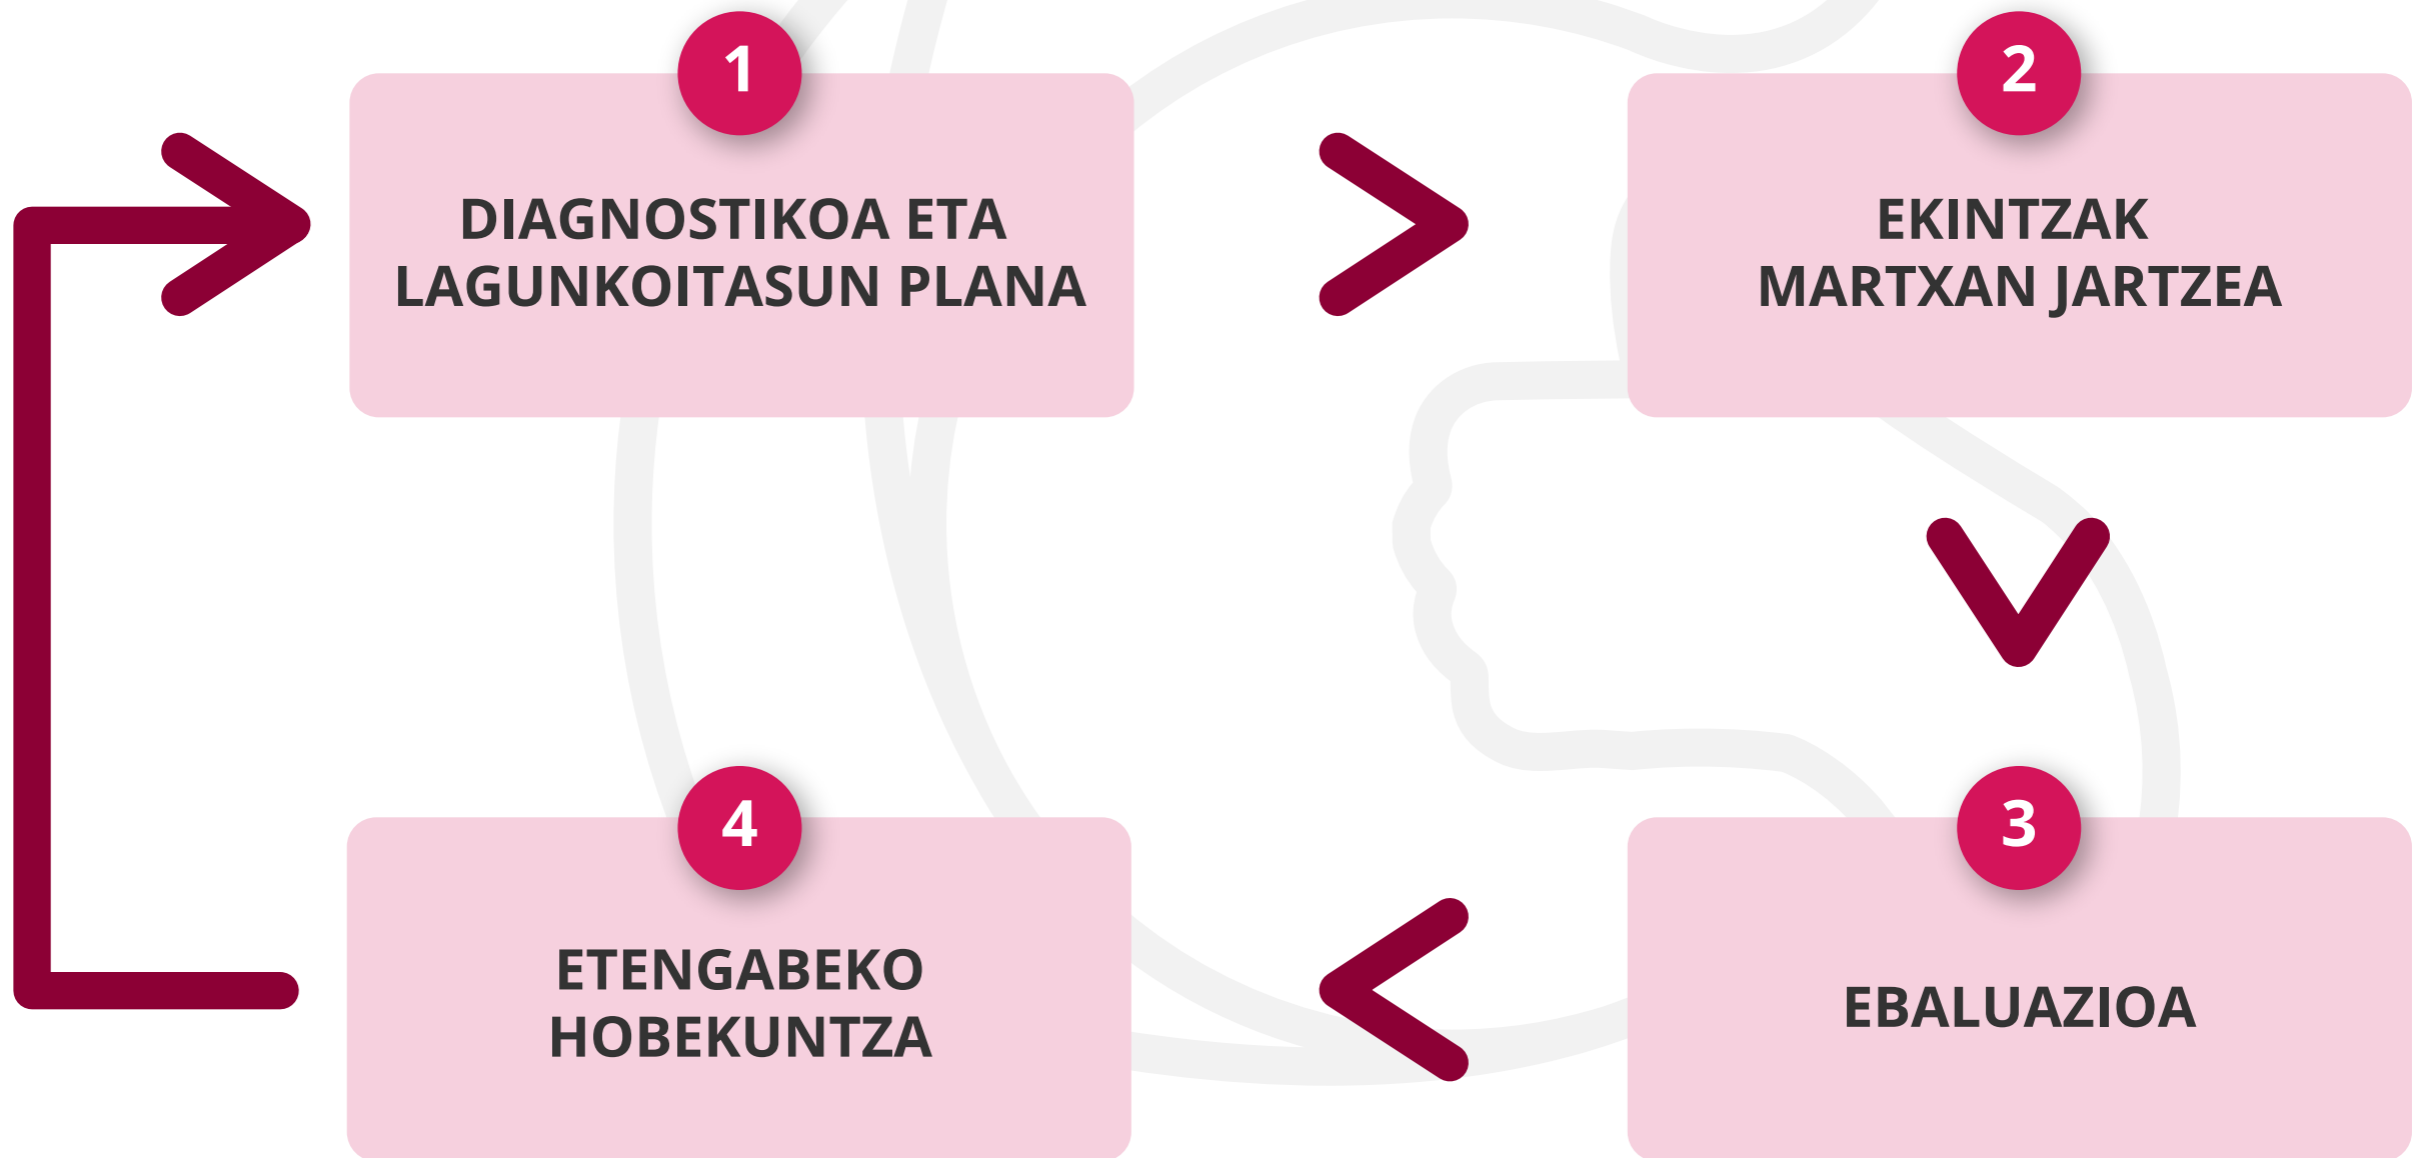 1
DIAGNOSTIKOA ETA
LAGUNKOITASUN PLANA
2
EKINTZAK
MARTXAN JARTZEA
3
EBALUAZIOA
4
ETENGABEKO
HOBEKUNTZA